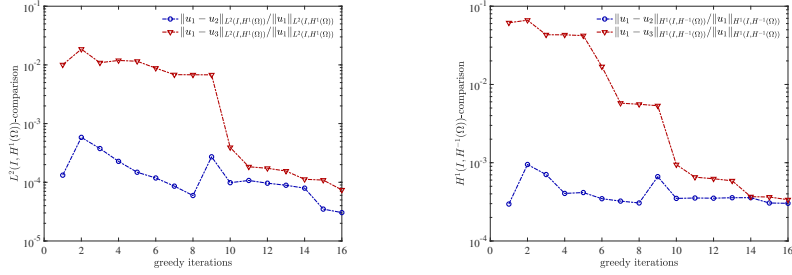 10^{-1}
10^{-2}
10^{-3}
10^{-4}
10^{-5}
L²(I, H¹(Ω))-comparison
‖u₁ − u₂‖_{L²(I,H¹(Ω))}/‖u₁‖_{L²(I,H¹(Ω))}
‖u₁ − u₃‖_{L²(I,H¹(Ω))}/‖u₁‖_{L²(I,H¹(Ω))}
0 2 4 6 8 10 12 14 16
greedy iterations
10^{-1}
10^{-2}
10^{-3}
10^{-4}
H¹(I, H^{-1}(Ω))-comparison
‖u₁ − u₂‖_{H¹(I,H^{-1}(Ω))}/‖u₁‖_{H¹(I,H^{-1}(Ω))}
‖u₁ − u₃‖_{H¹(I,H^{-1}(Ω))}/‖u₁‖_{H¹(I,H^{-1}(Ω))}
0 2 4 6 8 10 12 14 16
greedy iterations